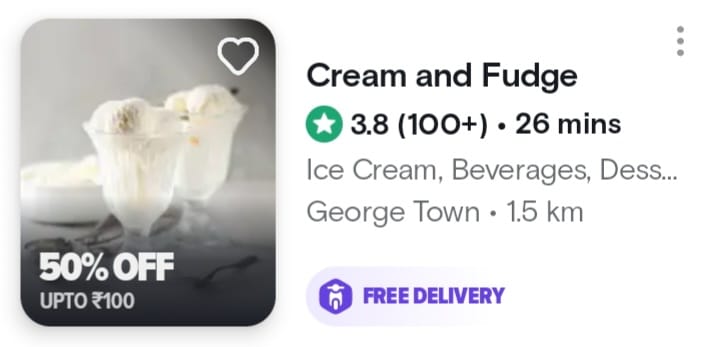 Cream and Fudge
3.8 (100+) • 26 mins
Ice Cream, Beverages, Dess...
George Town • 1.5 km
50% OFF
UPTO ₹100
FREE DELIVERY